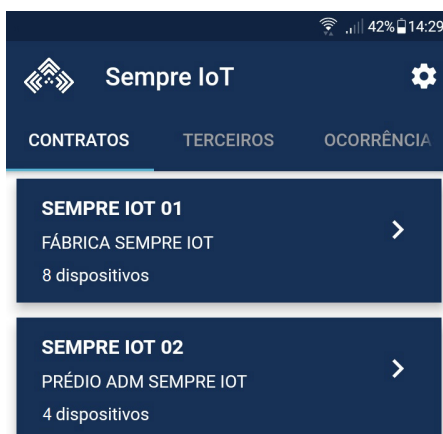 42% 14:29
Sempre IoT
CONTRATOS TERCEIROS OCORRÊNCIA
SEMPRE IOT 01
FÁBRICA SEMPRE IOT
8 dispositivos
SEMPRE IOT 02
PRÉDIO ADM SEMPRE IOT
4 dispositivos